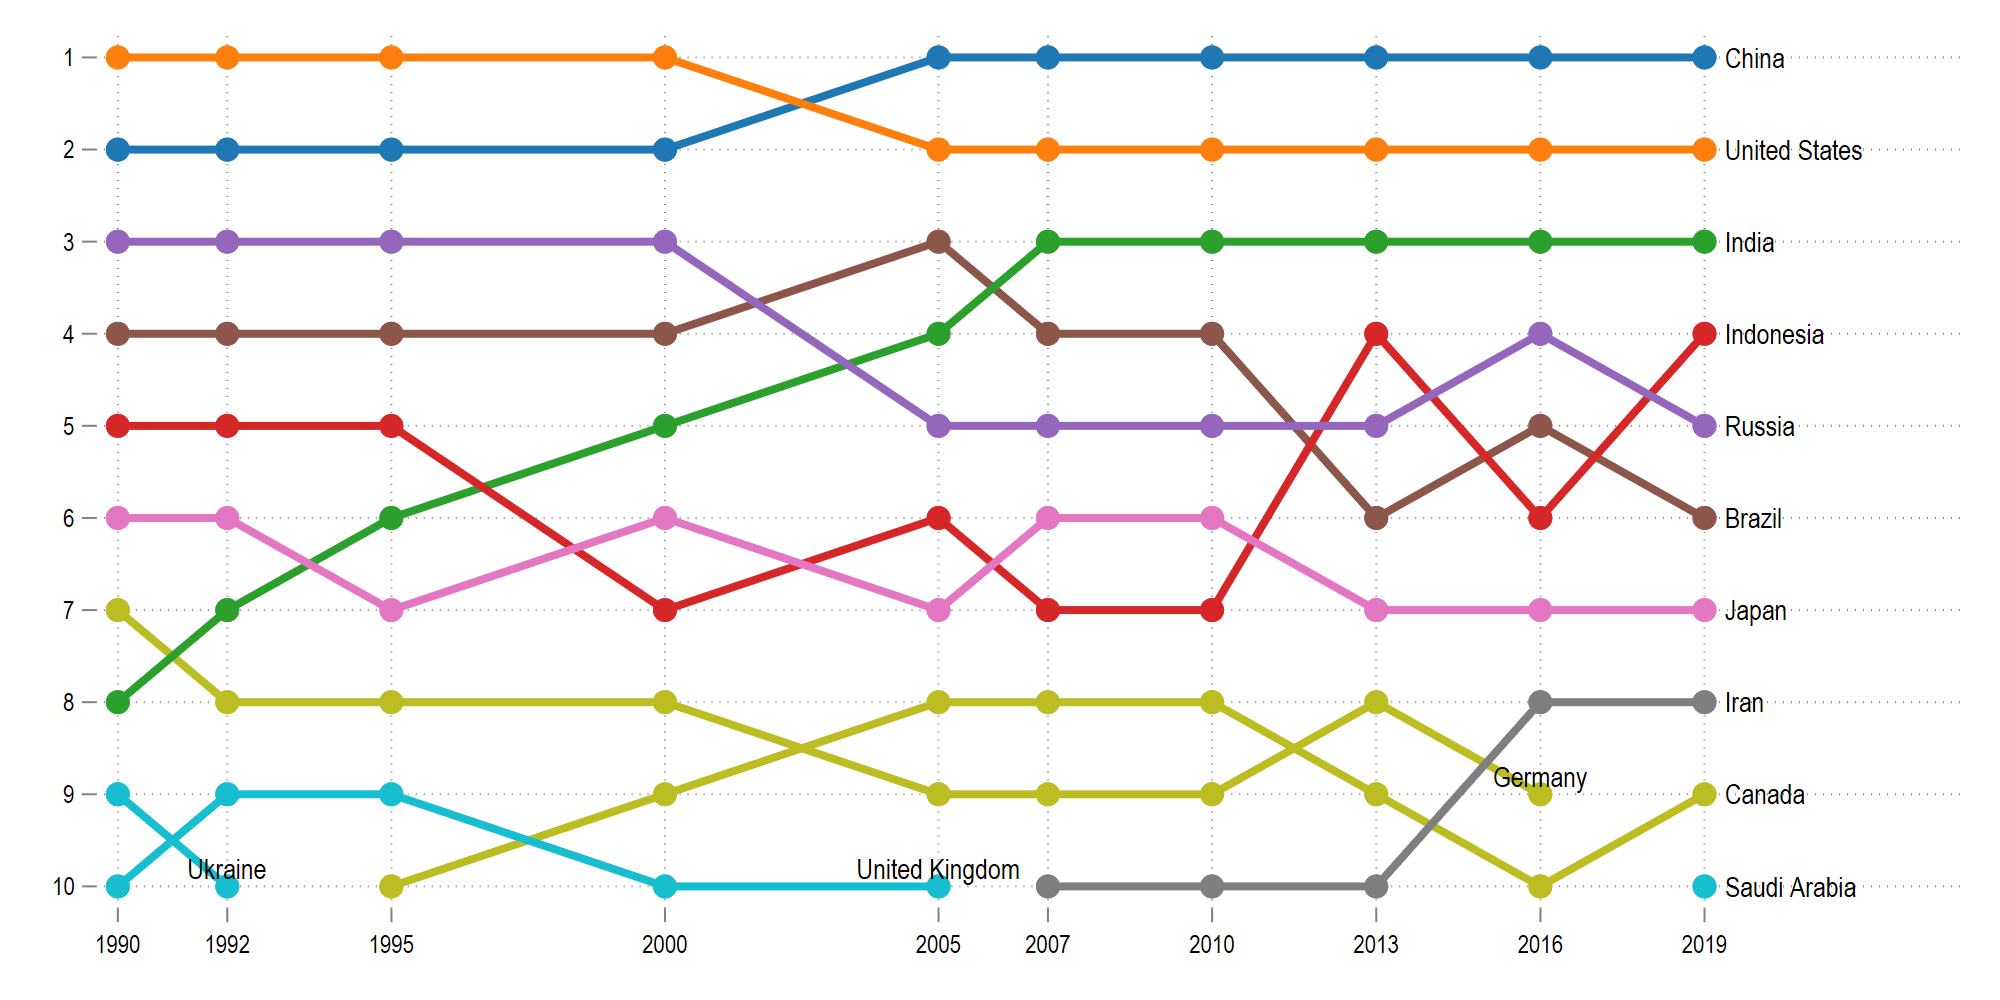 1
China
2
United States
3
India
4
Indonesia
5
Russia
6
Brazil
7
Japan
8
Iran
Germany
9
Canada
Ukraine
United Kingdom
10
Saudi Arabia
1990
1992
1995
2000
2005
2007
2010
2013
2016
2019